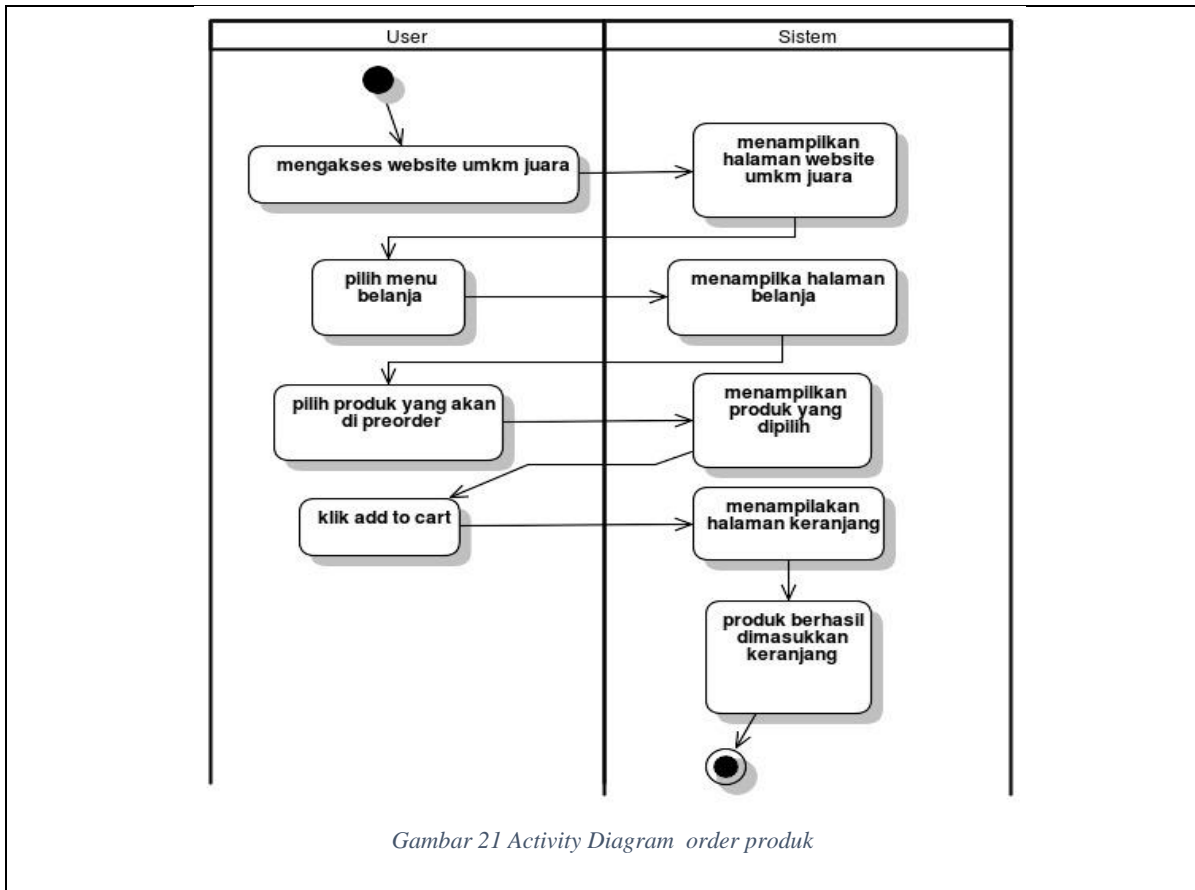 User
Sistem
mengakses website umkm juara
menampilkan
halaman website
umkm juara
pilih menu
belanja
menampilka halaman
belanja
pilih produk yang akan
di preorder
menampilkan
produk yang
dipilih
klik add to cart
menampilakan
halaman keranjang
produk berhasil
dimasukkan
keranjang
Gambar 21 Activity Diagram order produk